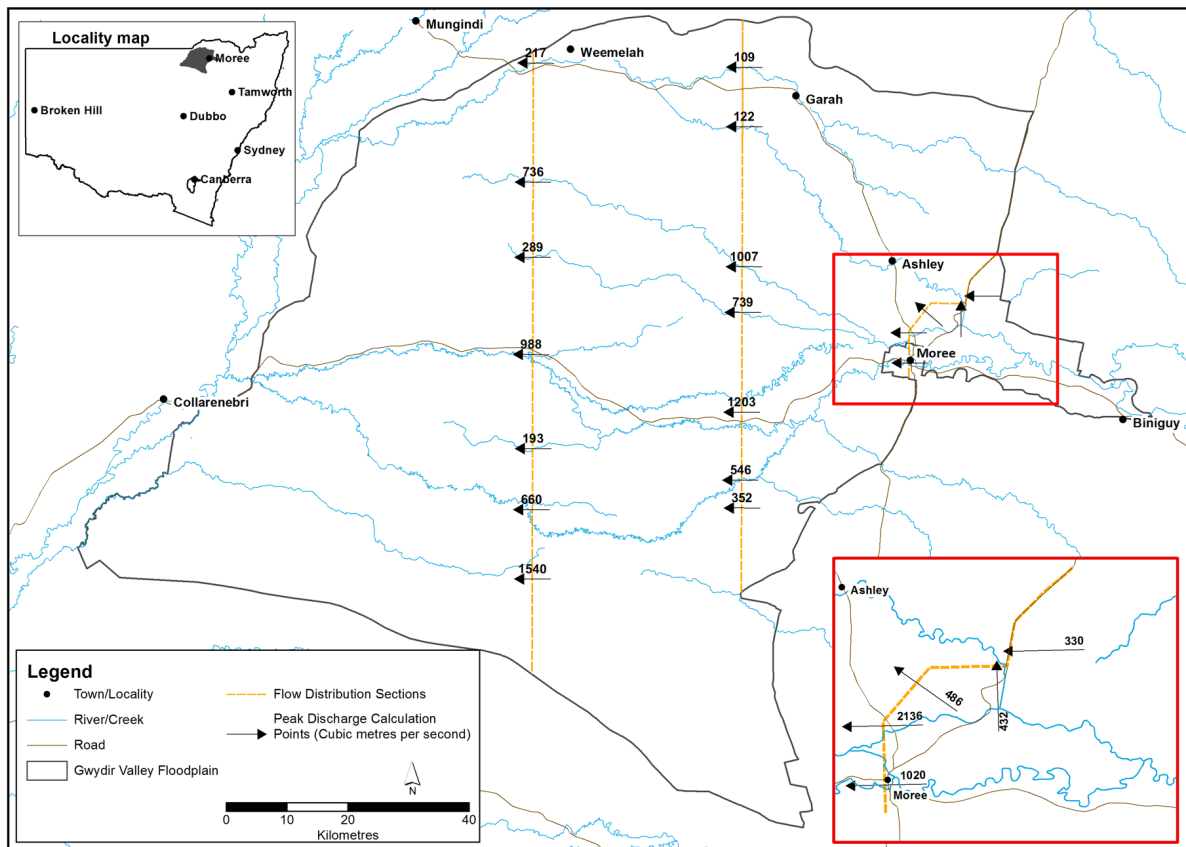 Locality map
Moree
Tamworth
Broken Hill
Dubbo
Sydney
Canberra
Mungindi
Weemelah
217
109
Garah
122
736
289
1007
Ashley
739
988
Moree
Collarenebri
1203
Biniguy
193
546
660
352
1540
Legend
Town/Locality
River/Creek
Road
Gwydir Valley Floodplain
Flow Distribution Sections
Peak Discharge Calculation
Points (Cubic metres per second)
N
0 10 20 40
Kilometres
Ashley
330
486
2136
432
1020
Moree